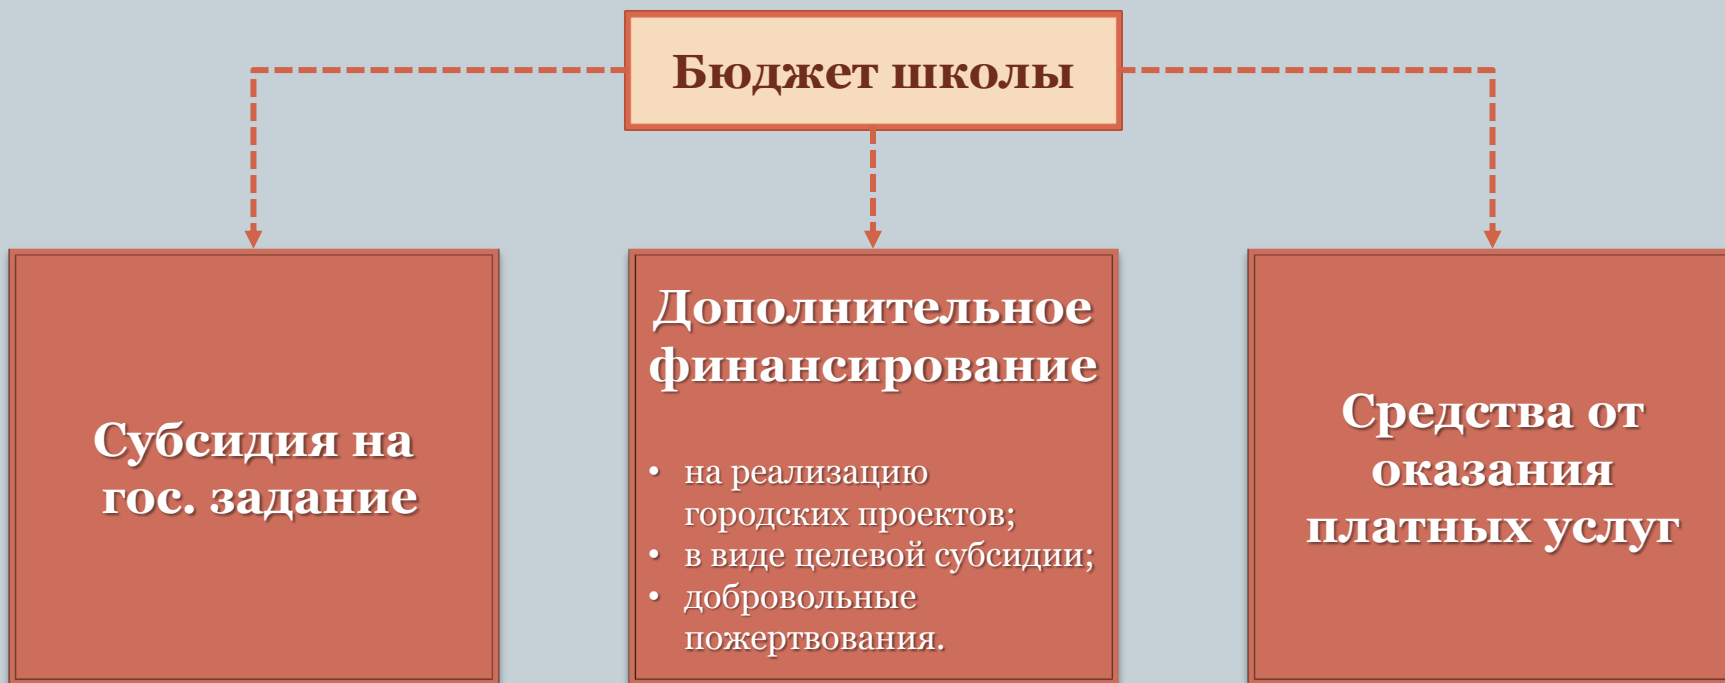 Бюджет школы
Субсидия на
гос. задание
Дополнительное
финансирование
• на реализацию
городских проектов;
• в виде целевой субсидии;
• добровольные
пожертвования.
Средства от
оказания
платных услуг